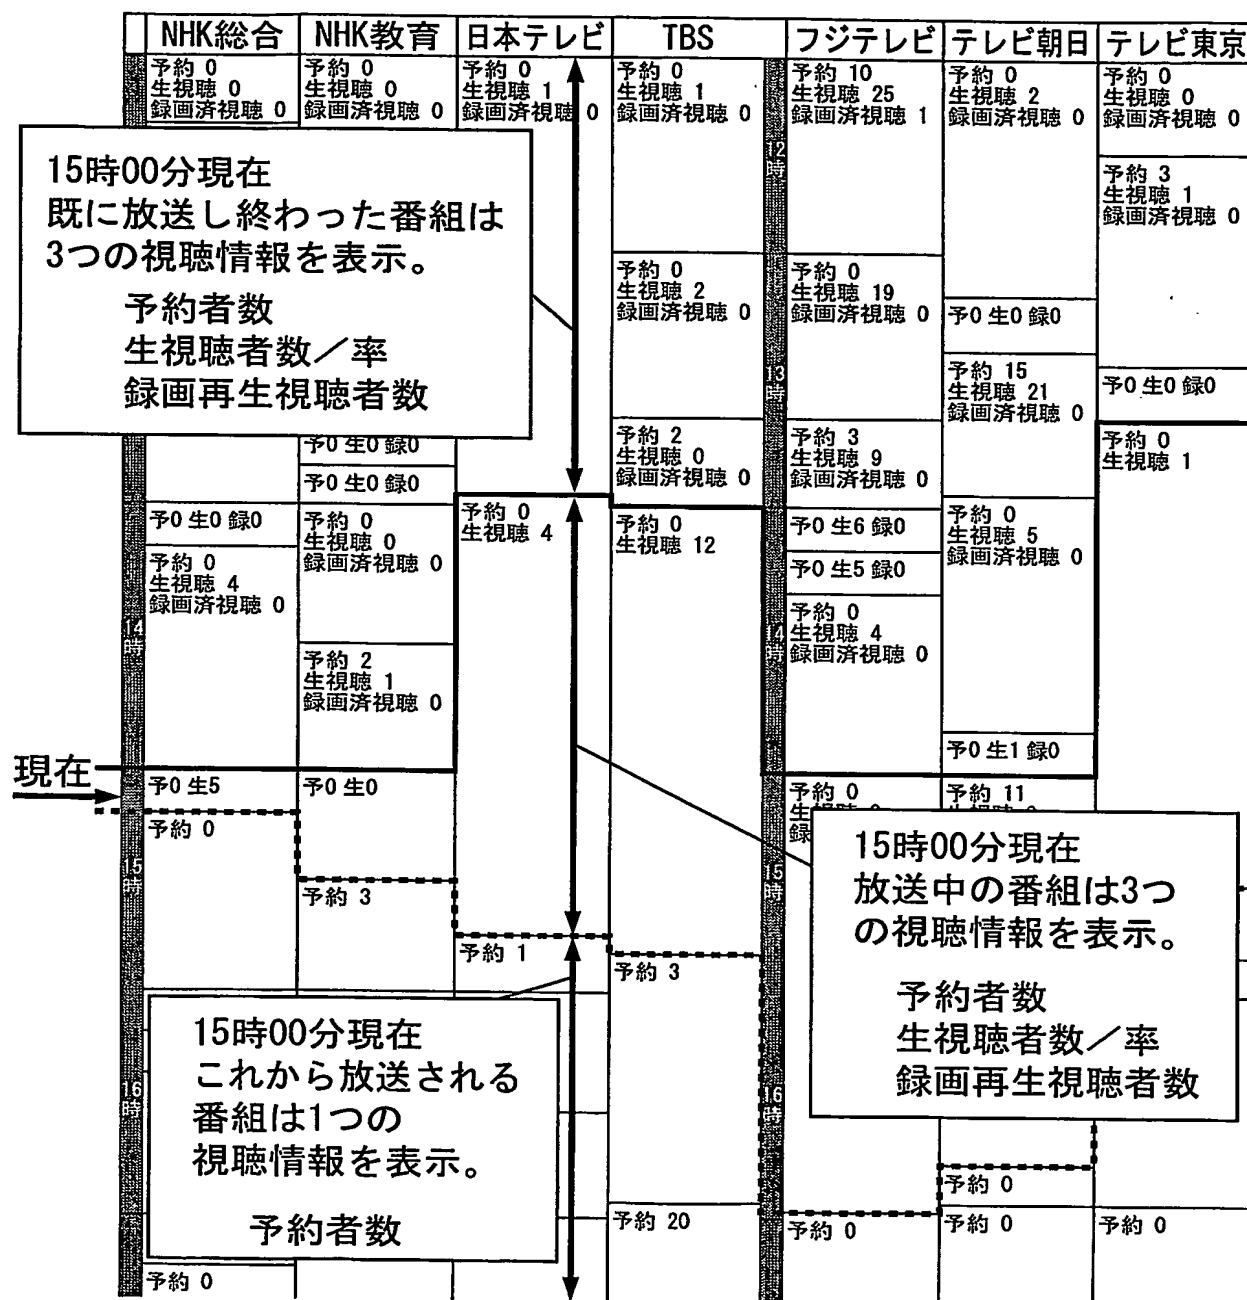 NHK総合
NHK教育
日本テレビ
TBS
フジテレビ
テレビ朝日
テレビ東京
予約 0
生視聴 0
録画済視聴 0
予約 0
生視聴 0
録画済視聴 0
予約 0
生視聴 1
録画済視聴 0
予約 0
生視聴 1
録画済視聴 0
予約 10
生視聴 25
録画済視聴 1
予約 0
生視聴 2
録画済視聴 0
予約 0
生視聴 0
録画済視聴 0
12時
15時00分現在
既に放送し終わった番組は
3つの視聴情報を表示。
予約者数
生視聴者数/率
録画再生視聴者数
予約 3
生視聴 1
録画済視聴 0
予約 0
生視聴 2
録画済視聴 0
予約 0
生視聴 19
録画済視聴 0
予0 生0 録0
13時
予約 15
生視聴 21
録画済視聴 0
予0 生0 録0
予0 生0 録0
予約 2
生視聴 0
録画済視聴 0
予約 3
生視聴 9
録画済視聴 0
予約 0
生視聴 1
予0 生0 録0
予0 生0 録0
予約 0
生視聴 0
録画済視聴 0
予約 0
生視聴 4
予約 0
生視聴 12
予0 生6 録0
予約 0
生視聴 5
録画済視聴 0
予約 0
生視聴 4
録画済視聴 0
予0 生5 録0
14時
14時
予約 0
生視聴 4
録画済視聴 0
予約 2
生視聴 1
録画済視聴 0
予0 生1 録0
現在
予0 生5
予0 生0
予約 0
予約 11
予約 0
15時
15時
予約 3
15時00分現在
放送中の番組は3つ
の視聴情報を表示。
予約者数
生視聴者数/率
録画再生視聴者数
予約 1
予約 3
15時00分現在
これから放送される
番組は1つの
視聴情報を表示。
予約者数
16時
16時
予約 0
予約 20
予約 0
予約 0
予約 0
予約 0